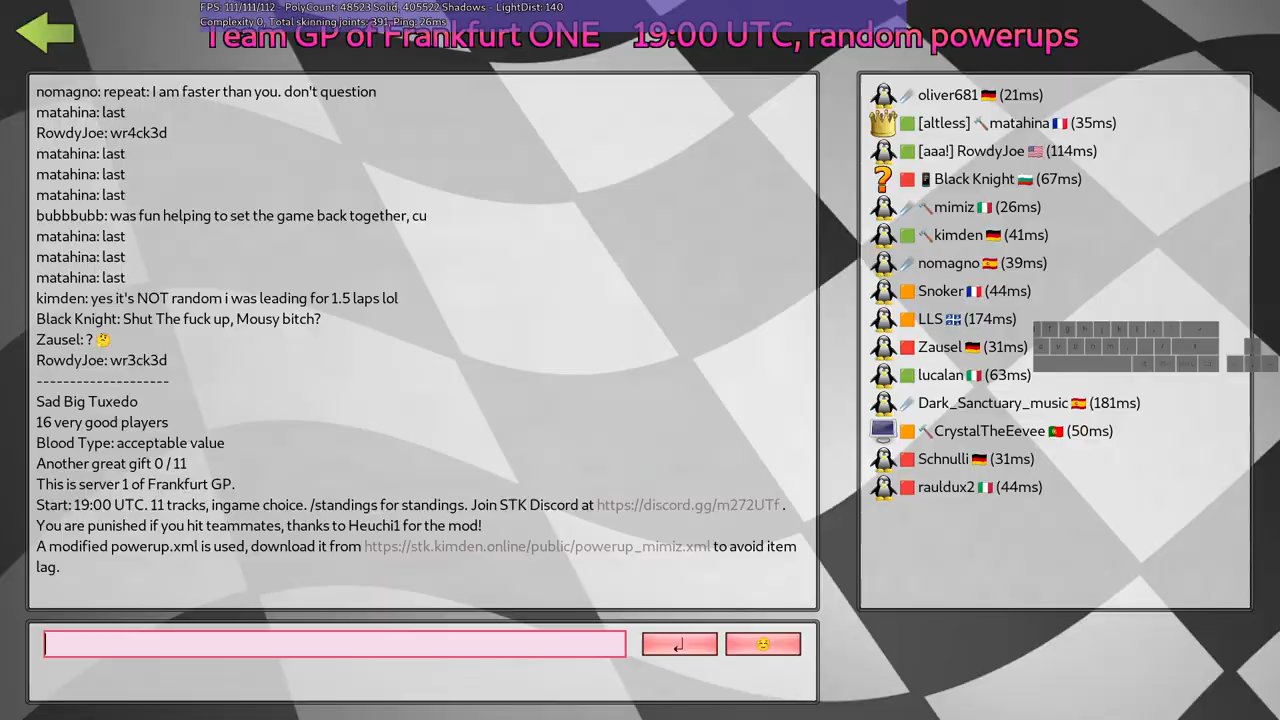 FPS: 111/111/112 - PolyCount: 48523 Solid, 405522 Shadows - LightDist: 140
Complexity 0, Total skinning joints: 391, Ping: 26ms
Team GP of Frankfurt ONE 19:00 UTC, random powerups
nomagno: repeat: I am faster than you. don't question
matahina: last
RowdyJoe: wr4ck3d
matahina: last
matahina: last
matahina: last
bubbbubb: was fun helping to set the game back together, cu
matahina: last
matahina: last
matahina: last
kimden: yes it's NOT random i was leading for 1.5 laps lol
Black Knight: Shut The fuck up, Mousy bitch?
Zausel: ? 🤔
RowdyJoe: wr3ck3d
--------------------
Sad Big Tuxedo
16 very good players
Blood Type: acceptable value
Another great gift 0 / 11
This is server 1 of Frankfurt GP.
Start: 19:00 UTC. 11 tracks, ingame choice. /standings for standings. Join STK Discord at https://discord.gg/m272UTf .
You are punished if you hit teammates, thanks to Heuchi1 for the mod!
A modified powerup.xml is used, download it from https://stk.kimden.online/public/powerup_mimiz.xml to avoid item
lag.
oliver681 🇩🇪 (21ms)
[altless] 🔨matahina 🇫🇷 (35ms)
[aaa!] RowdyJoe 🇺🇸 (114ms)
📱Black Knight 🇧🇬 (67ms)
🔨mimiz 🇮🇹 (26ms)
🔨kimden 🇩🇪 (41ms)
nomagno 🇪🇸 (39ms)
Snoker 🇫🇷 (44ms)
LLS (174ms)
Zausel 🇩🇪 (31ms)
lucalan 🇮🇹 (63ms)
Dark_Sanctuary_music 🇪🇸 (181ms)
🔨CrystalTheEevee 🇵🇹 (50ms)
Schnulli 🇩🇪 (31ms)
rauldux2 🇮🇹 (44ms)